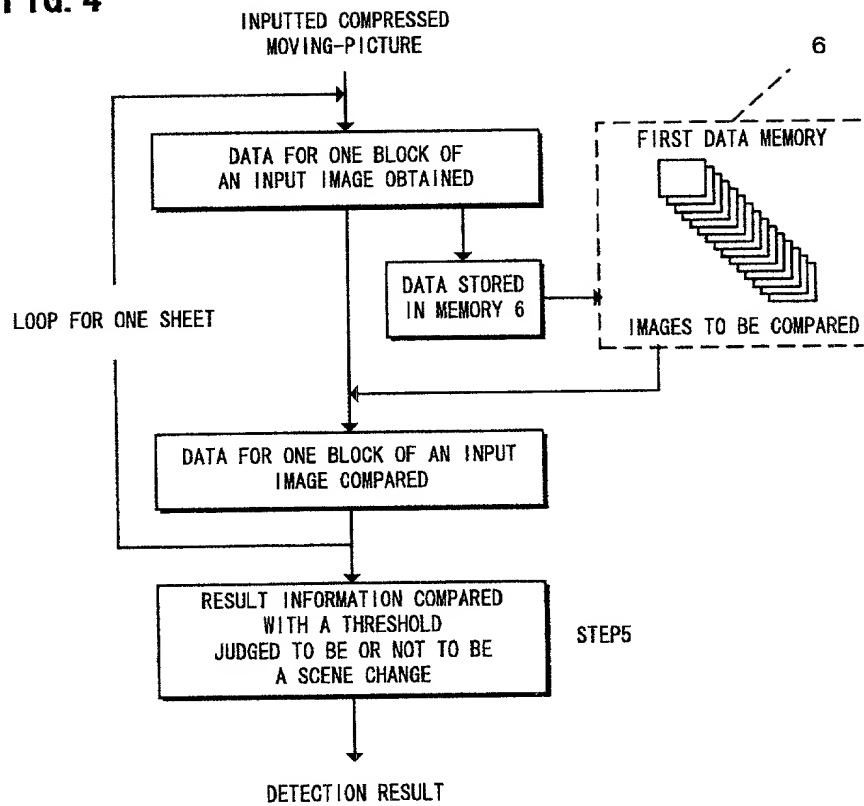 FIG. 4
INPUTTED COMPRESSED
MOVING-PICTURE
6
DATA FOR ONE BLOCK OF
AN INPUT IMAGE OBTAINED
FIRST DATA MEMORY
DATA STORED
IN MEMORY 6
LOOP FOR ONE SHEET
IMAGES TO BE COMPARED
DATA FOR ONE BLOCK OF AN INPUT
IMAGE COMPARED
RESULT INFORMATION COMPARED
WITH A THRESHOLD
JUDGED TO BE OR NOT TO BE
A SCENE CHANGE
STEP5
DETECTION RESULT